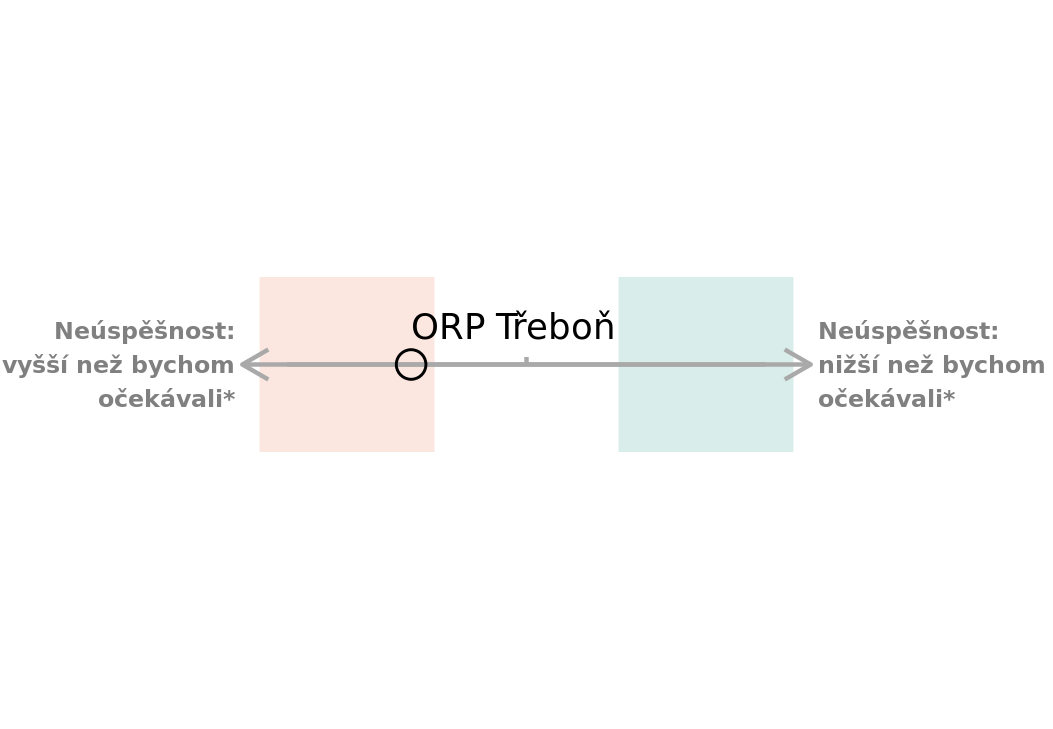 ORP Třeboň
Neúspěšnost:
vyšší než bychom
očekávali*
Neúspěšnost:
nižší než bychom
očekávali*